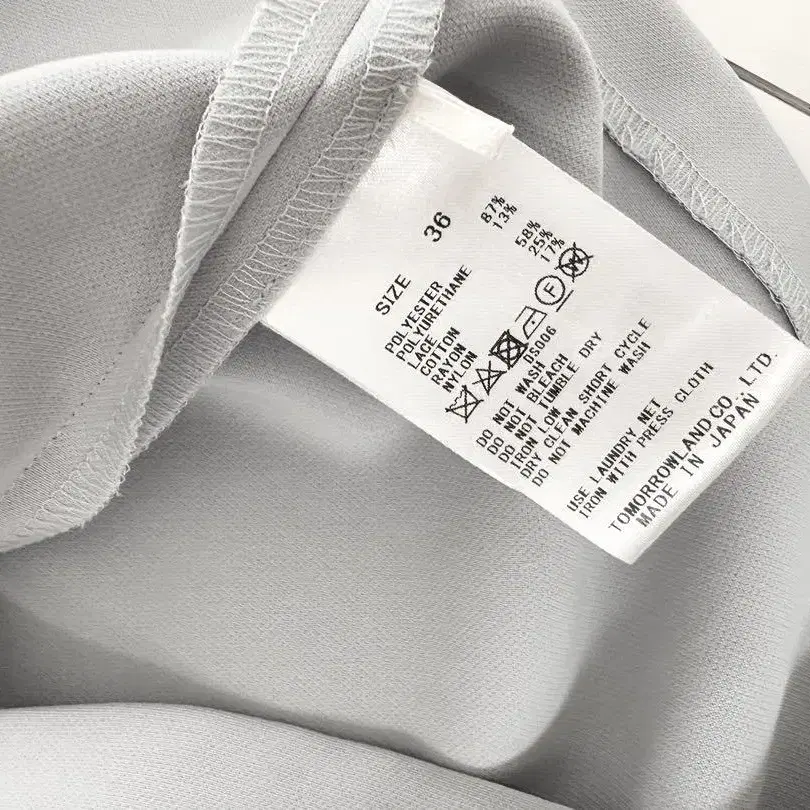 SIZE 36
POLYESTER 87%
POLYURETHANE 13%
LACE
COTTON 58%
RAYON 25%
NYLON 17%
F W
DS006
DO NOT WASH
DO NOT BLEACH
DO NOT TUMBLE DRY
IRON LOW
DRY CLEAN SHORT CYCLE
DO NOT MACHINE WASH
USE LAUNDRY NET
IRON WITH PRESS CLOTH
TOMORROWLAND CO., LTD.
MADE IN JAPAN